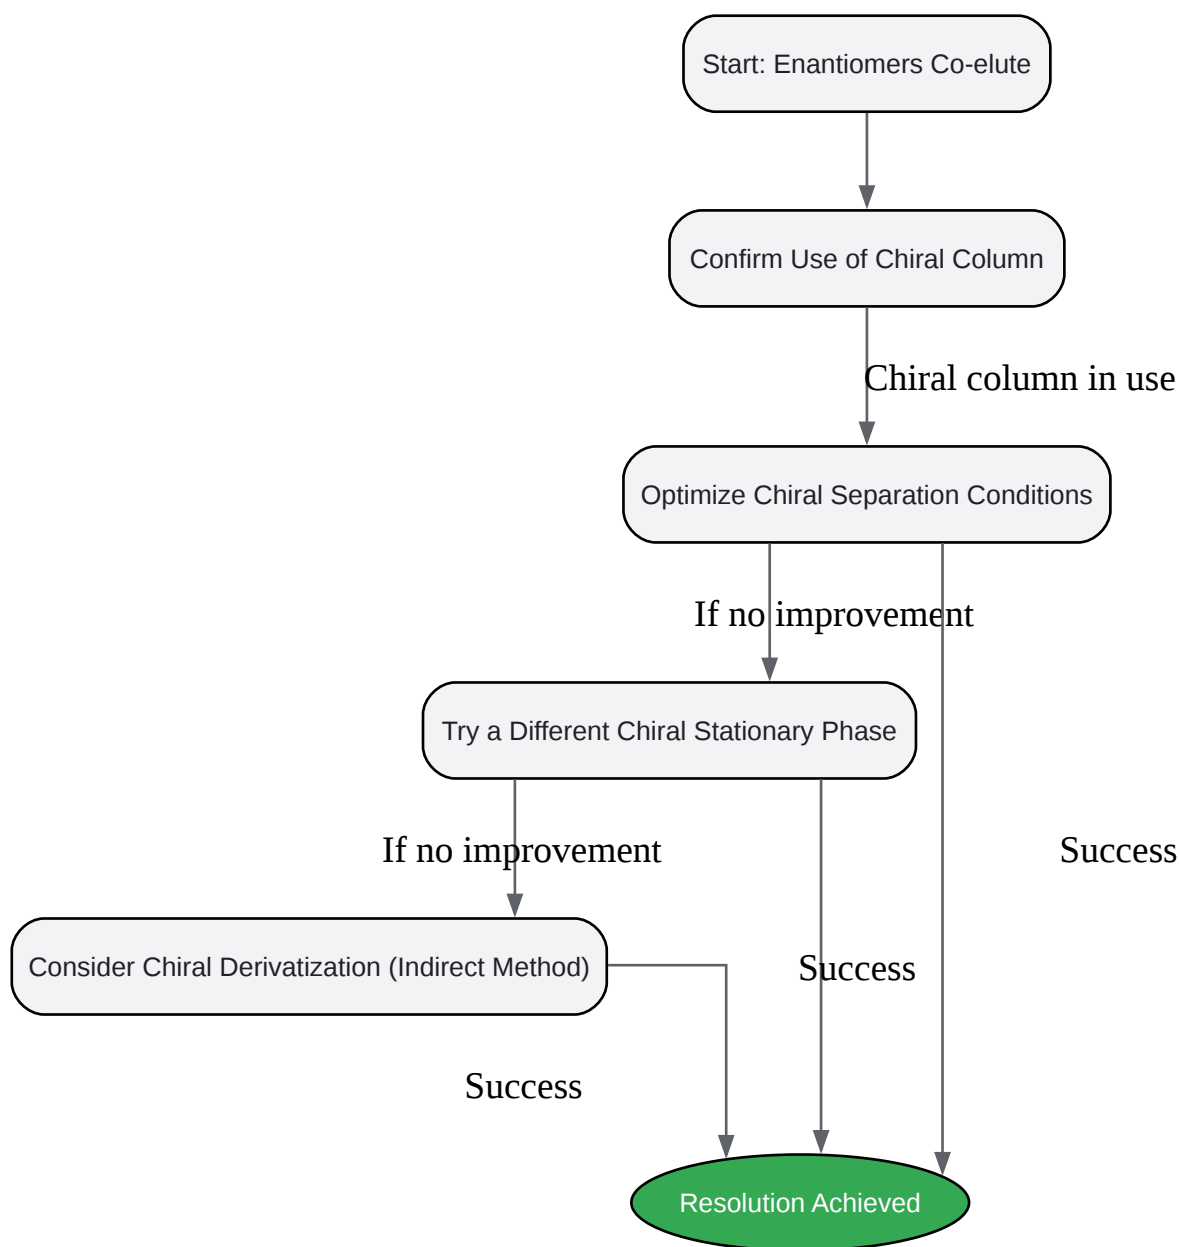 Start: Enantiomers Co-elute
Confirm Use of Chiral Column
Chiral column in use
Optimize Chiral Separation Conditions
If no improvement
Try a Different Chiral Stationary Phase
If no improvement
Success
Consider Chiral Derivatization (Indirect Method)
Success
Success
Resolution Achieved